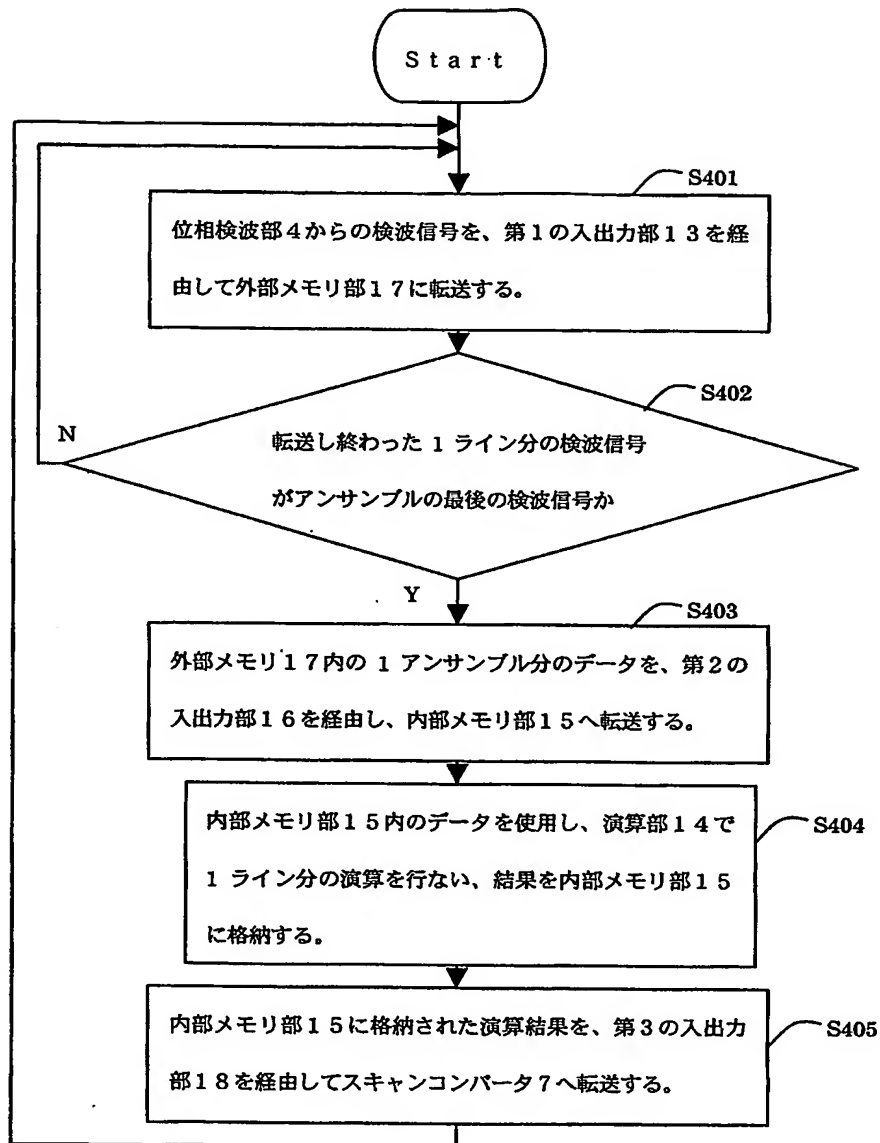 Start
S401
位相検波部4からの検波信号を、第1の入出力部13を経
由して外部メモリ部17に転送する。
S402
N
転送し終わった 1 ライン分の検波信号
がアンサンブルの最後の検波信号か
Y
S403
外部メモリ17内の 1 アンサンブル分のデータを、第2の
入出力部16を経由し、内部メモリ部15へ転送する。
内部メモリ部15内のデータを使用し、演算部14で
S404
1 ライン分の演算を行ない、結果を内部メモリ部15
に格納する。
内部メモリ部15に格納された演算結果を、第3の入出力
S405
部18を経由してスキャンコンバータ7へ転送する。